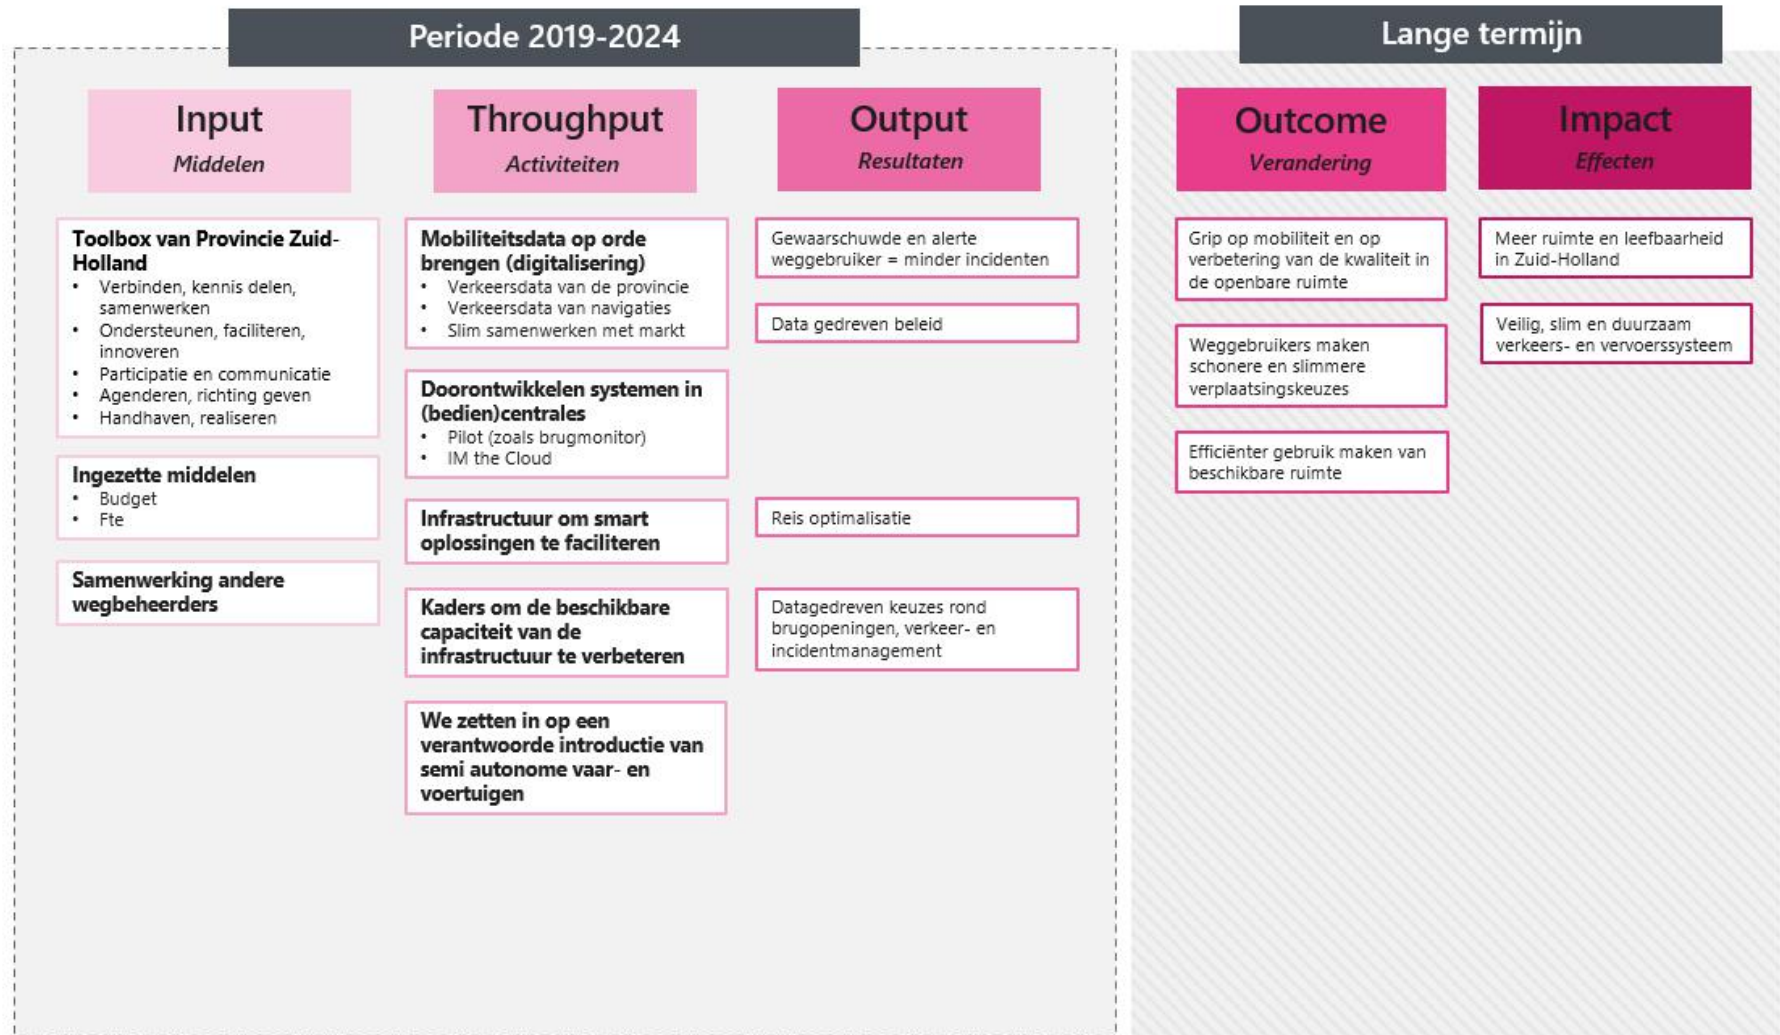 Periode 2019-2024
Lange termijn
Input
Middelen
Throughput
Activiteiten
Output
Resultaten
Outcome
Verandering
Impact
Effecten
Toolbox van Provincie Zuid-
Holland
• Verbinden, kennis delen,
samenwerken
• Ondersteunen, faciliteren,
innoveren
• Participatie en communicatie
• Agenderen, richting geven
• Handhaven, realiseren
Ingezette middelen
• Budget
• Fte
Samenwerking andere
wegbeheerders
Mobiliteitsdata op orde
brengen (digitalisering)
• Verkeersdata van de provincie
• Verkeersdata van navigaties
• Slim samenwerken met markt
Doorontwikkelen systemen in
(bedien)centrales
• Pilot (zoals brugmonitor)
• IM the Cloud
Infrastructuur om smart
oplossingen te faciliteren
Kaders om de beschikbare
capaciteit van de
infrastructuur te verbeteren
We zetten in op een
verantwoorde introductie van
semi autonome vaar- en
voertuigen
Gewaarschuwde en alerte
weggebruiker = minder incidenten
Data gedreven beleid
Reis optimalisatie
Datagedreven keuzes rond
brugopeningen, verkeer- en
incidentmanagement
Grip op mobiliteit en op
verbetering van de kwaliteit in
de openbare ruimte
Weggebruikers maken
schonere en slimmere
verplaatsingskeuzes
Efficiënter gebruik maken van
beschikbare ruimte
Meer ruimte en leefbaarheid
in Zuid-Holland
Veilig, slim en duurzaam
verkeers- en vervoerssysteem